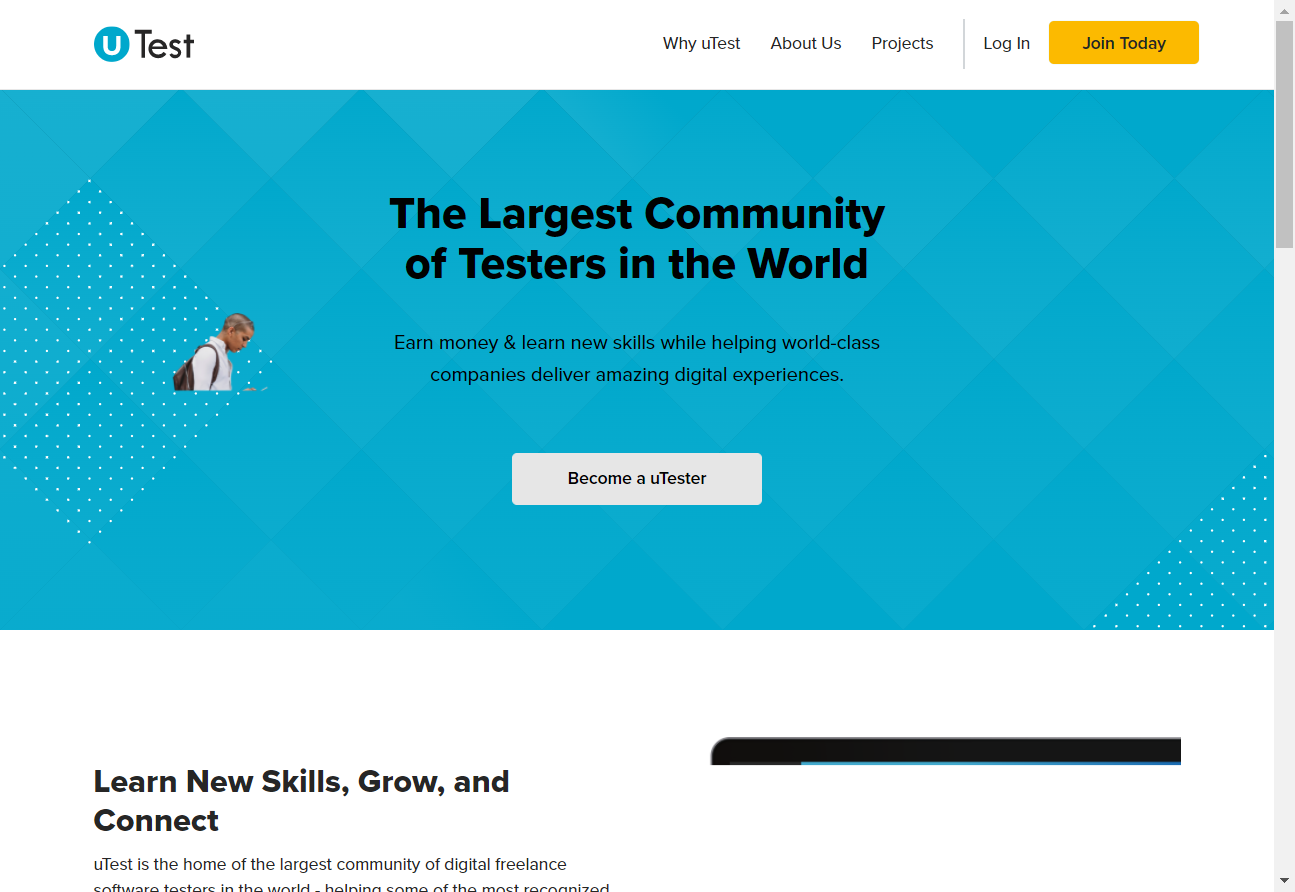 uTest
Why uTest
About Us
Projects
Log In
Join Today
The Largest Community
of Testers in the World
Earn money & learn new skills while helping world-class
companies deliver amazing digital experiences.
Become a uTester
Learn New Skills, Grow, and
Connect
uTest is the home of the largest community of digital freelance
software testers in the world - helping some of the most recognized